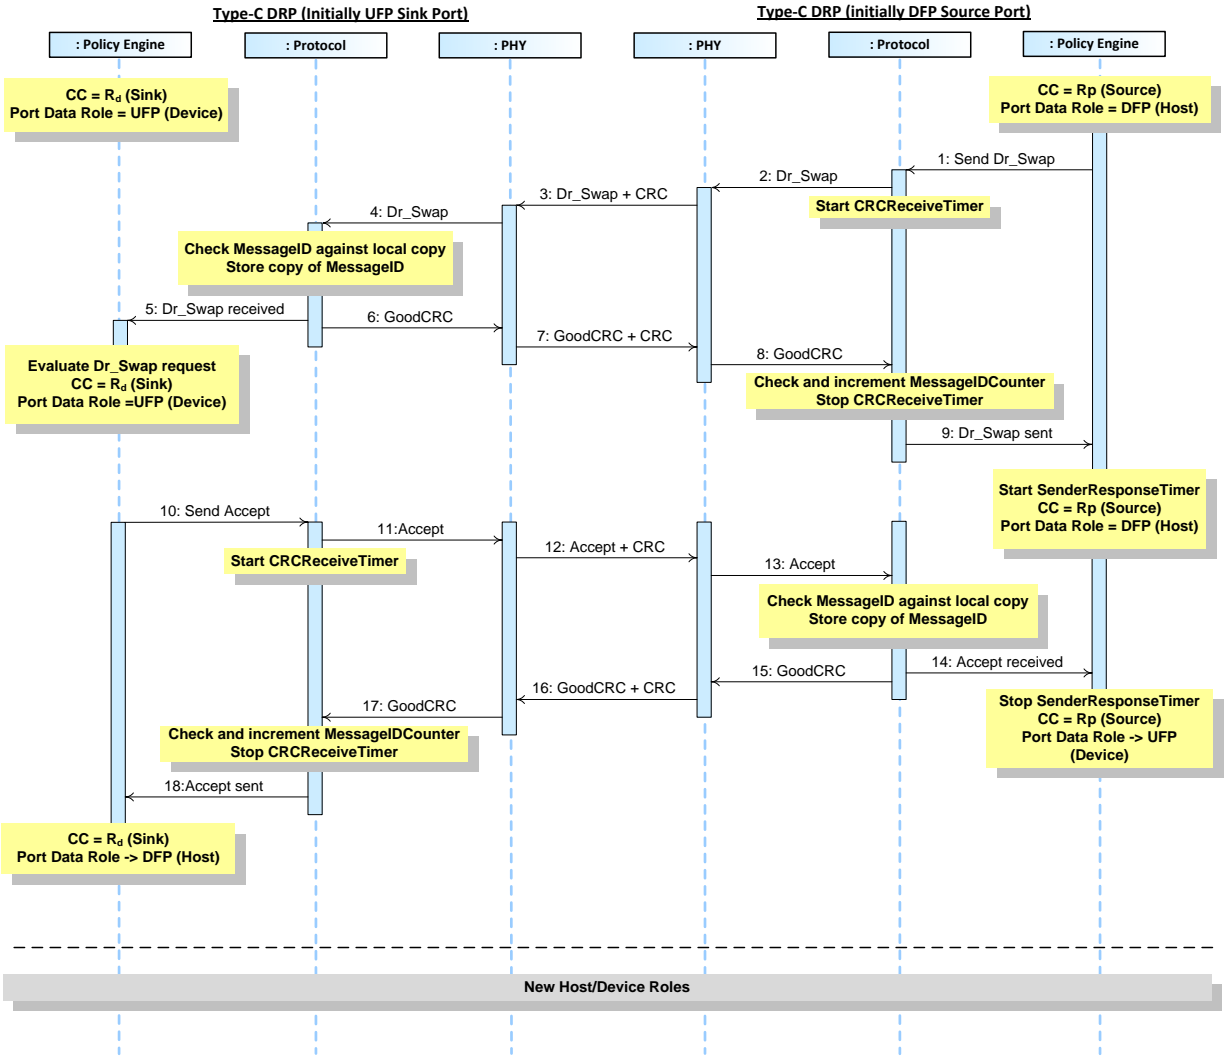 Type-C DRP (Initially UFP Sink Port)
Type-C DRP (initially DFP Source Port)
: Policy Engine
: Protocol
: PHY
: PHY
: Protocol
: Policy Engine
CC = Rd (Sink)
Port Data Role = UFP (Device)
CC = Rp (Source)
Port Data Role = DFP (Host)
1: Send Dr_Swap
2: Dr_Swap
Start CRCReceiveTimer
3: Dr_Swap + CRC
4: Dr_Swap
Check MessageID against local copy
Store copy of MessageID
5: Dr_Swap received
6: GoodCRC
7: GoodCRC + CRC
8: GoodCRC
Evaluate Dr_Swap request
CC = Rd (Sink)
Port Data Role =UFP (Device)
Check and increment MessageIDCounter
Stop CRCReceiveTimer
9: Dr_Swap sent
Start SenderResponseTimer
CC = Rp (Source)
Port Data Role = DFP (Host)
10: Send Accept
11:Accept
Start CRCReceiveTimer
12: Accept + CRC
13: Accept
Check MessageID against local copy
Store copy of MessageID
14: Accept received
15: GoodCRC
16: GoodCRC + CRC
17: GoodCRC
Stop SenderResponseTimer
CC = Rp (Source)
Port Data Role -> UFP
(Device)
Check and increment MessageIDCounter
Stop CRCReceiveTimer
18:Accept sent
CC = Rd (Sink)
Port Data Role -> DFP (Host)
New Host/Device Roles